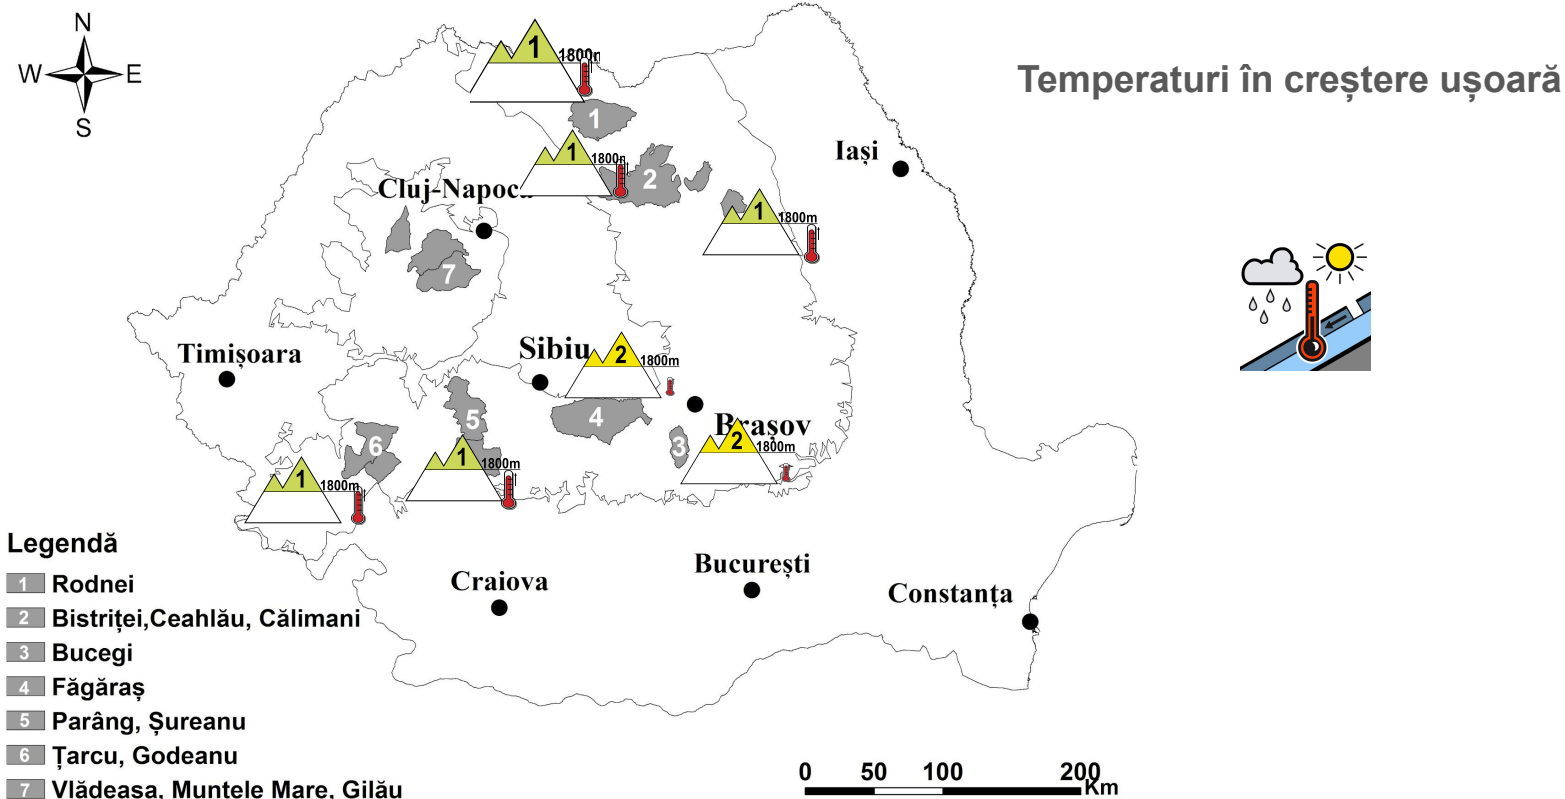 N
W E
S
Temperaturi în creștere ușoară
1
1800m
1
1
1800m
2
Iași
Cluj-Napoca
1
1800m
7
Timișoara
Sibiu
2
1800m
5
4
Brașov
6
3
2
1800m
1
1800m
1
1800m
Legendă
1 Rodnei
2 Bistriței,Ceahlău, Călimani
3 Bucegi
4 Făgăraș
5 Parâng, Șureanu
6 Țarcu, Godeanu
7 Vlădeasa, Muntele Mare, Gilău
Craiova
București
Constanța
0 50 100 200
Km